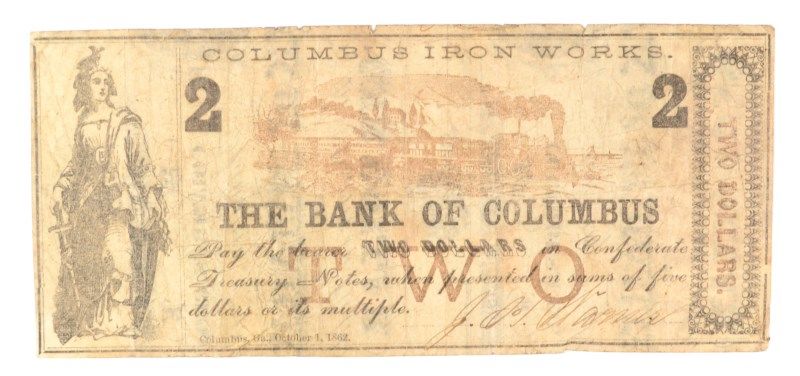 COLUMBUS IRON WORKS.
2 2
THE BANK OF COLUMBUS
Pay the bearer TWO DOLLARS in Confederate
Treasury Notes, when presented in sums of five
dollars or its multiple.
TWO
J. H. Warner
Columbus, Ga., October 1, 1862.
TWO DOLLARS.